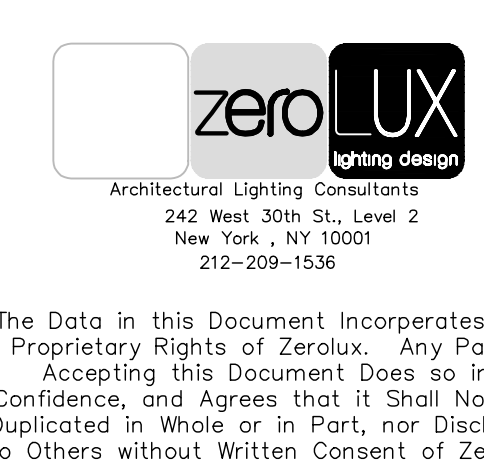 zeroLUX
lighting design
Architectural Lighting Consultants
242 West 30th St., Level 2
New York , NY 10001
212-209-1536
The Data in this Document Incorperates
Proprietary Rights of Zerolux. Any Pa
Accepting this Document Does so in
Confidence, and Agrees that it Shall No
Duplicated in Whole or in Part, nor Discl
o Others without Written Consent of Ze